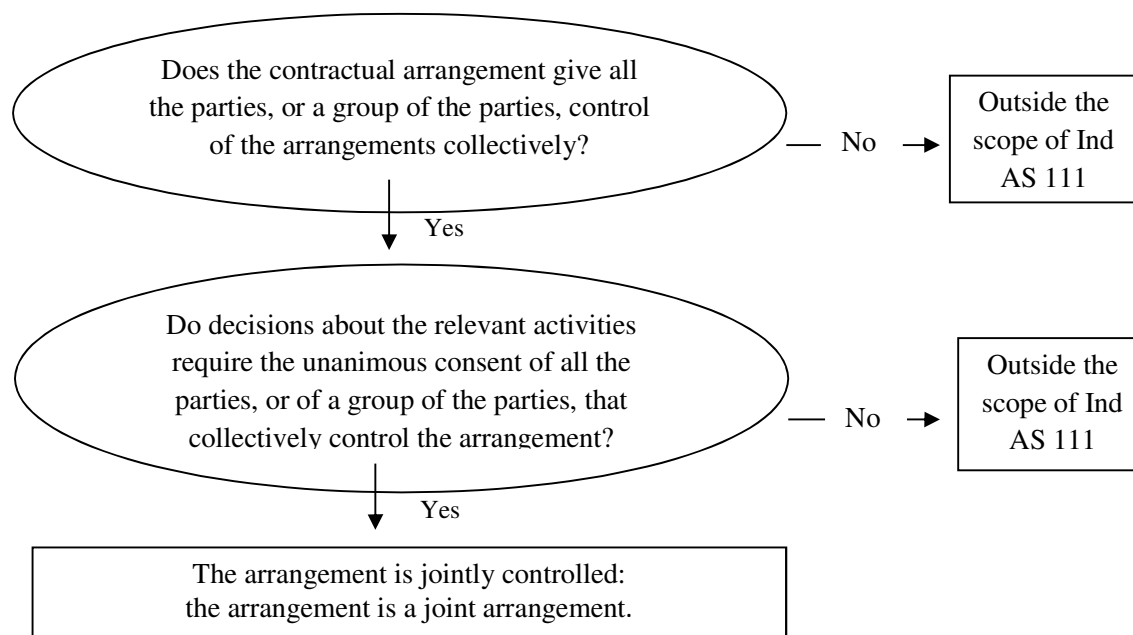 Does the contractual arrangement give all
the parties, or a group of the parties, control
of the arrangements collectively?
No
Outside the
scope of Ind
AS 111
Yes
Do decisions about the relevant activities
require the unanimous consent of all the
parties, or of a group of the parties, that
collectively control the arrangement?
No
Outside the
scope of Ind
AS 111
Yes
The arrangement is jointly controlled:
the arrangement is a joint arrangement.